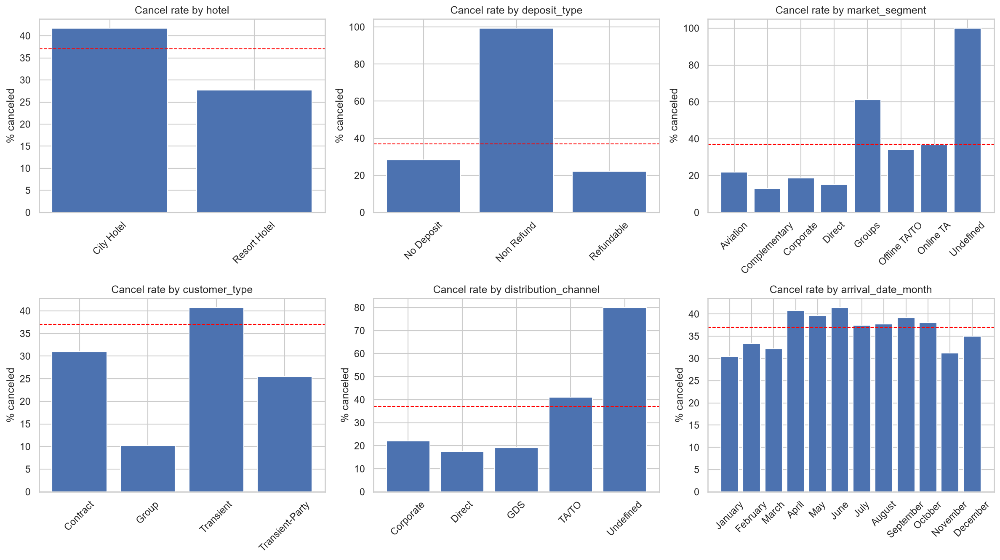 Cancel rate by hotel
% canceled
40
35
30
25
20
15
10
5
0
City Hotel
Resort Hotel
Cancel rate by deposit_type
% canceled
100
80
60
40
20
0
No Deposit
Non Refund
Refundable
Cancel rate by market_segment
% canceled
100
80
60
40
20
0
Aviation
Complementary
Corporate
Direct
Groups
Offline TA/TO
Online TA
Undefined
Cancel rate by customer_type
% canceled
40
35
30
25
20
15
10
5
0
Contract
Group
Transient
Transient-Party
Cancel rate by distribution_channel
% canceled
80
70
60
50
40
30
20
10
0
Corporate
Direct
GDS
TA/TO
Undefined
Cancel rate by arrival_date_month
% canceled
40
35
30
25
20
15
10
5
0
January
February
March
April
May
June
July
August
September
October
November
December